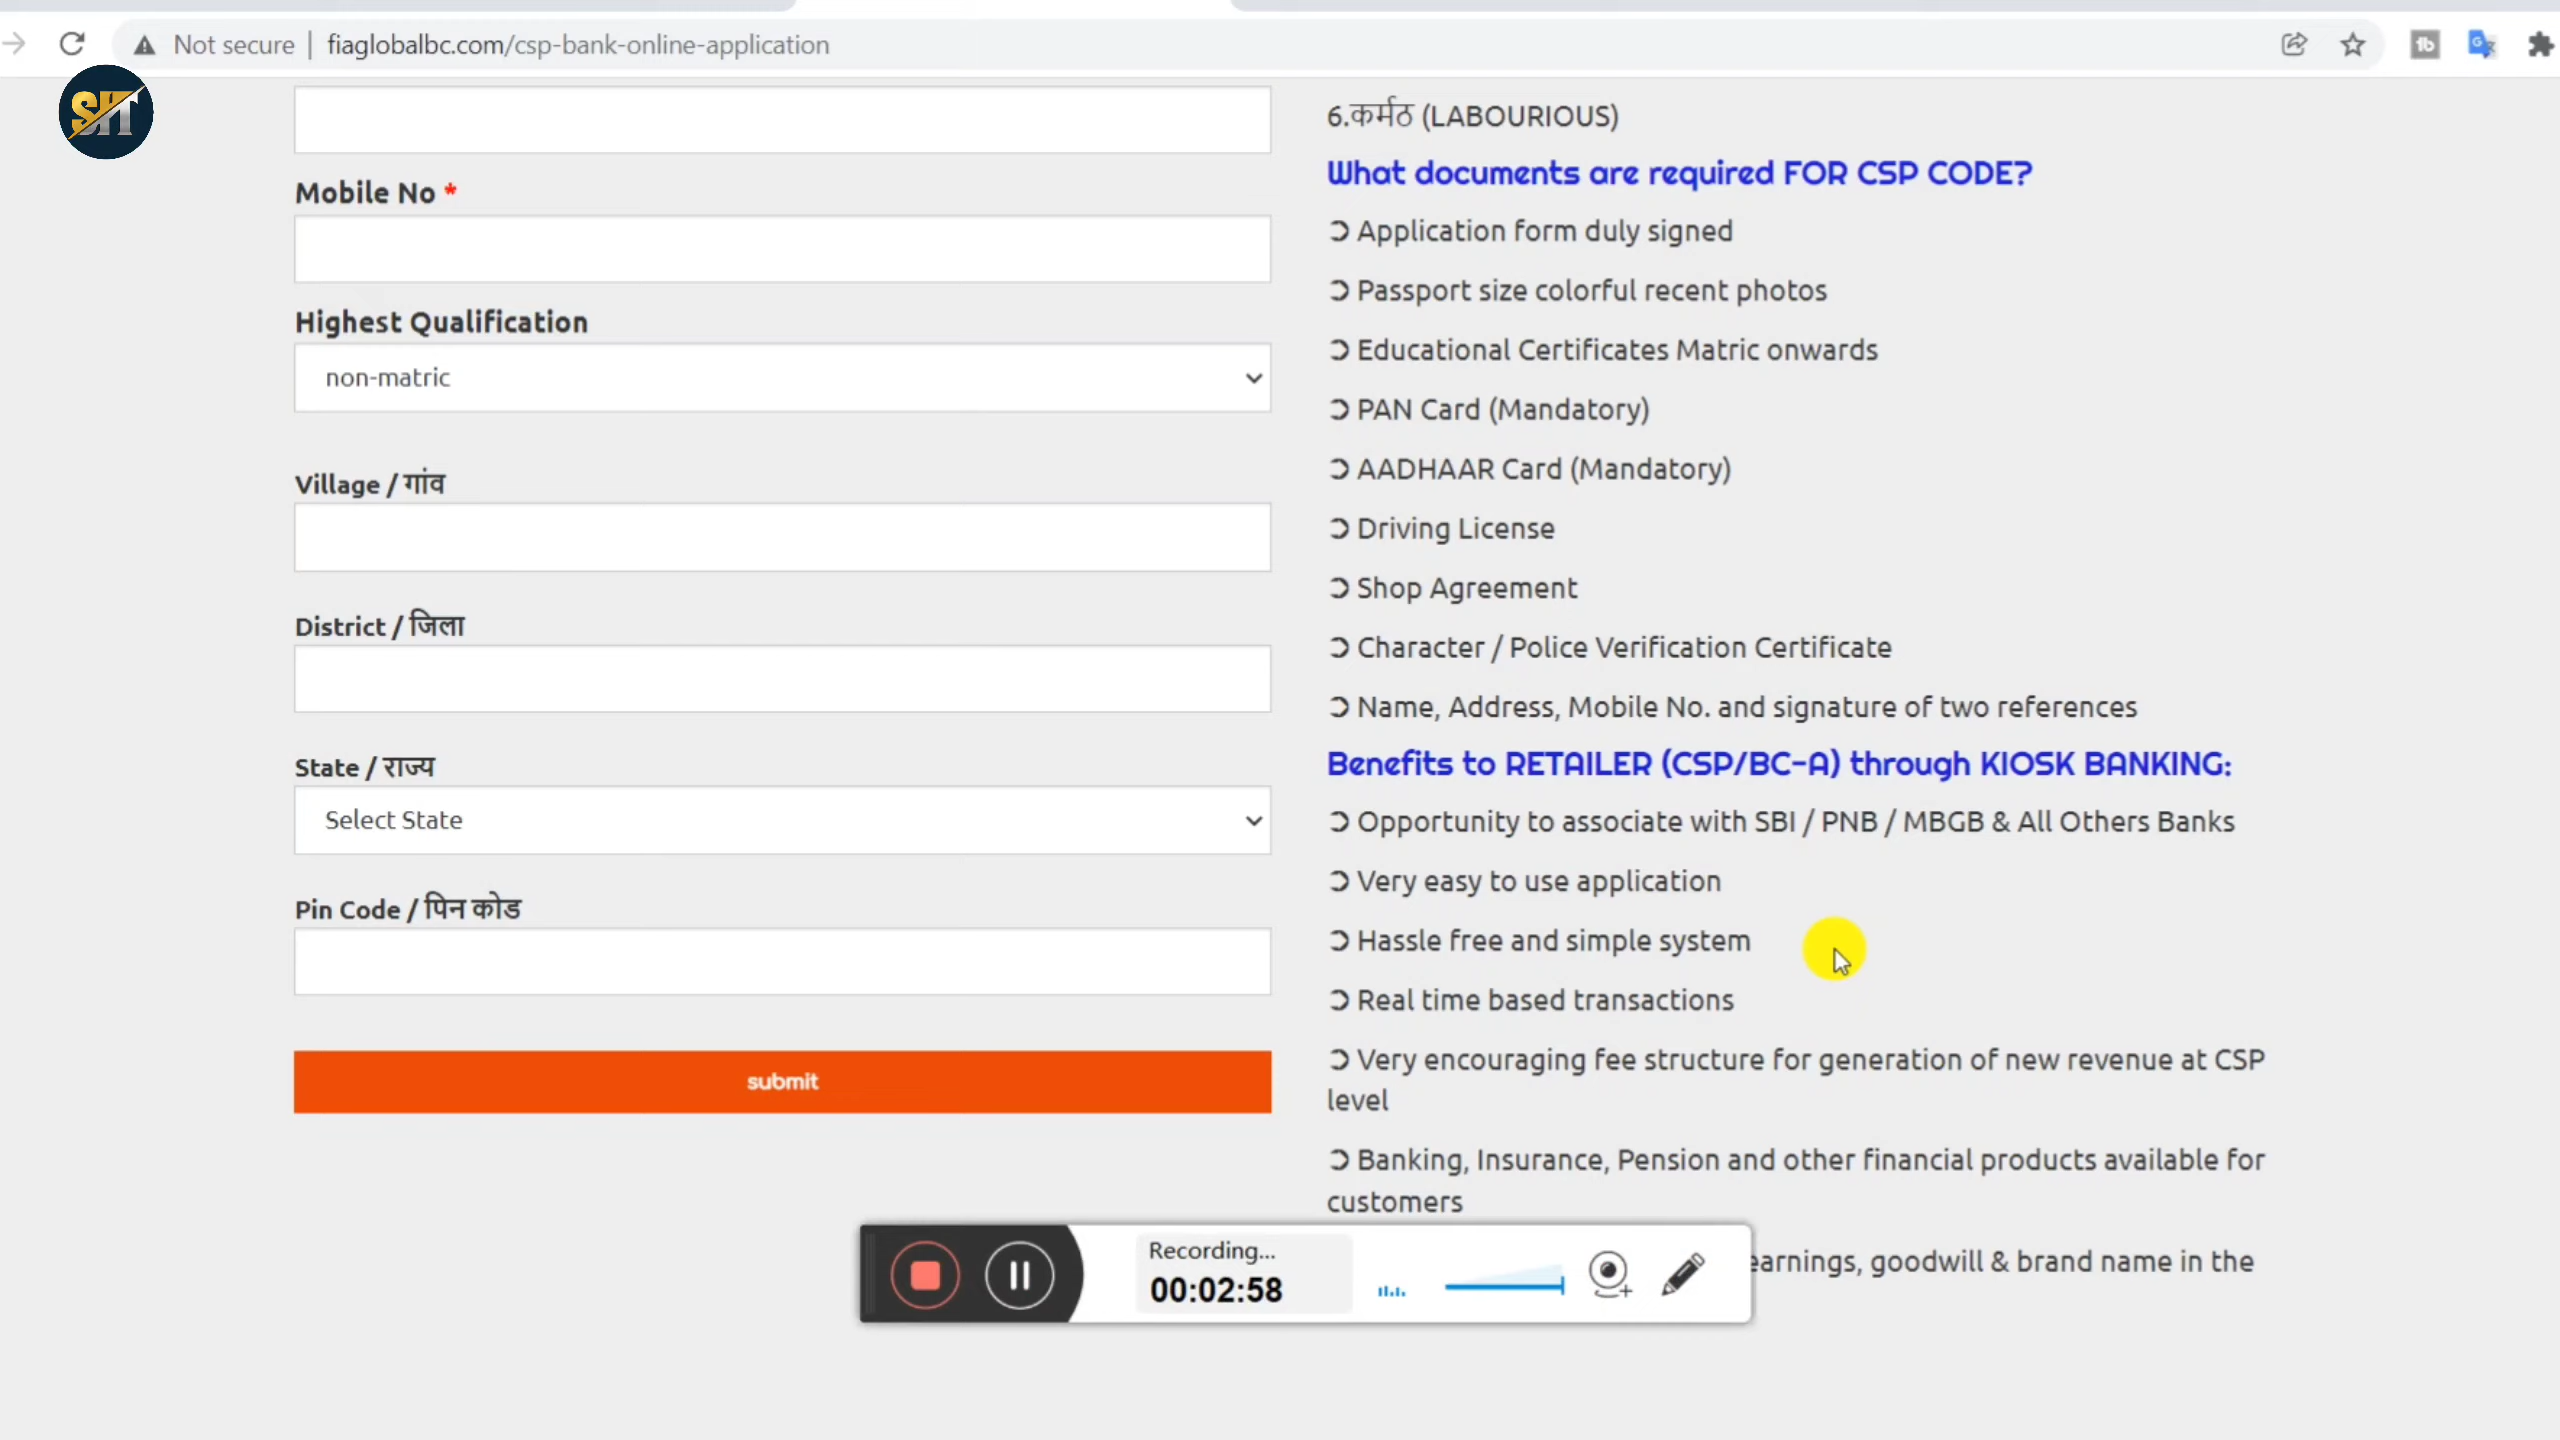 Not secure | fiaglobalbc.com/csp-bank-online-application
SIT
Mobile No *
Highest Qualification
non-matric
Village / गांव
District / जिला
State / राज्य
Select State
Pin Code / पिन कोड
submit
6.कर्मठ (LABOURIOUS)
What documents are required FOR CSP CODE?
➲ Application form duly signed
➲ Passport size colorful recent photos
➲ Educational Certificates Matric onwards
➲ PAN Card (Mandatory)
➲ AADHAAR Card (Mandatory)
➲ Driving License
➲ Shop Agreement
➲ Character / Police Verification Certificate
➲ Name, Address, Mobile No. and signature of two references
Benefits to RETAILER (CSP/BC-A) through KIOSK BANKING:
➲ Opportunity to associate with SBI / PNB / MBGB & All Others Banks
➲ Very easy to use application
➲ Hassle free and simple system
➲ Real time based transactions
➲ Very encouraging fee structure for generation of new revenue at CSP
level
➲ Banking, Insurance, Pension and other financial products available for
customers
earnings, goodwill & brand name in the
Recording...
00:02:58